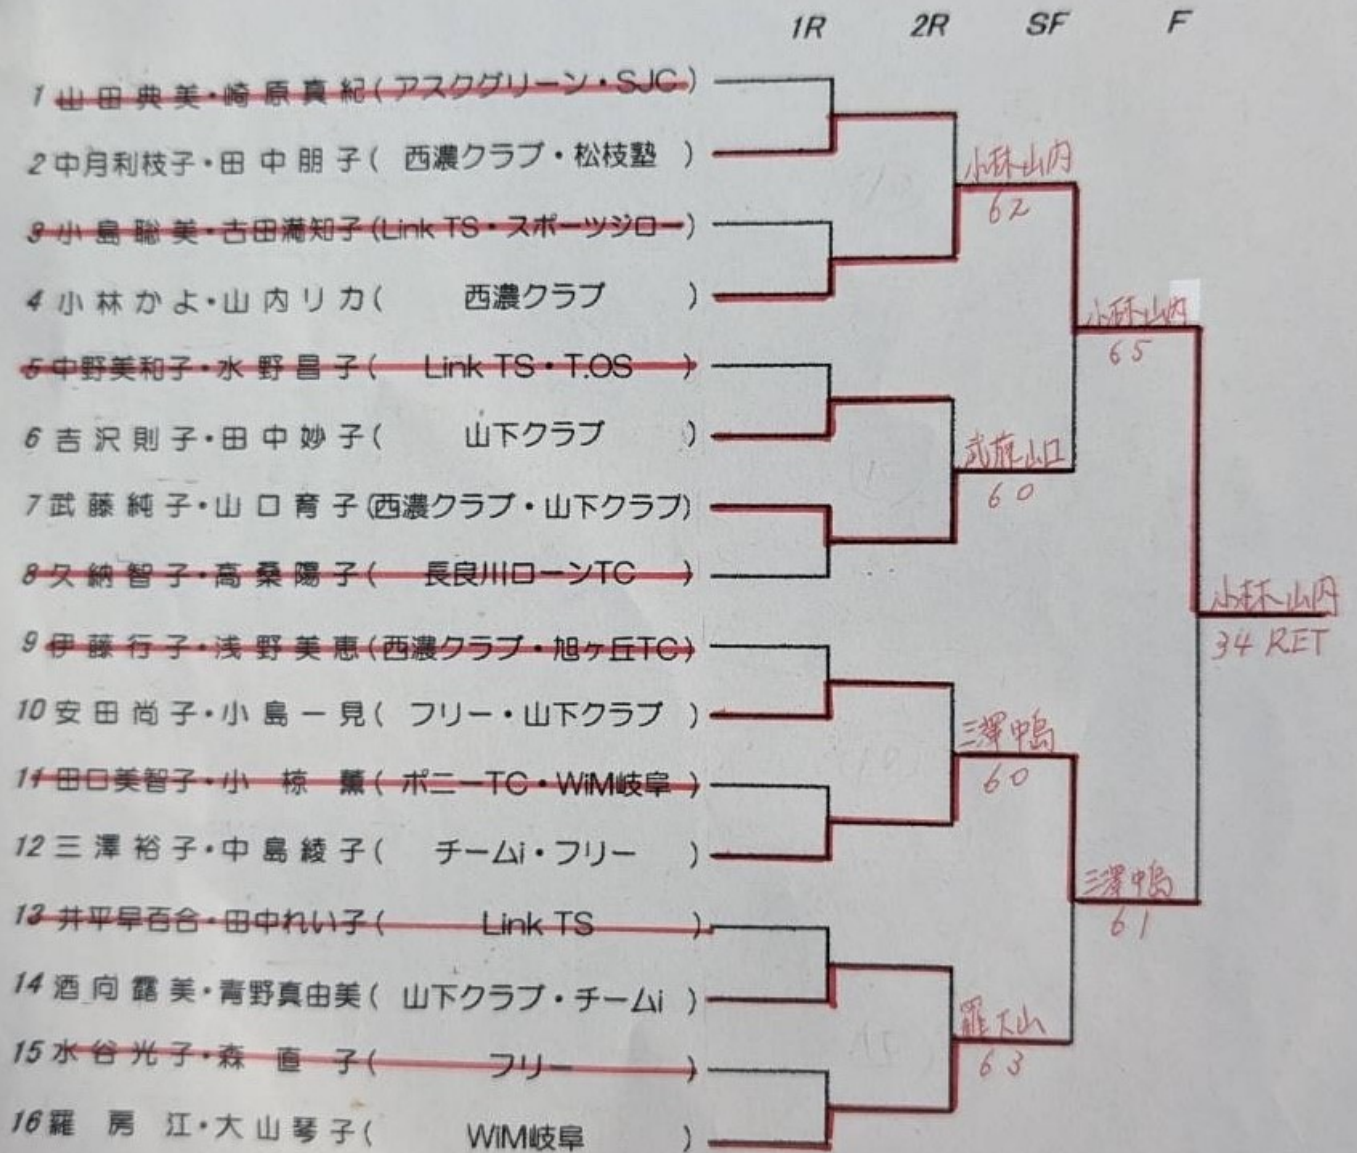 1R 2R SF F
1 山田典美・崎原真紀(アスクグリーン・SJC)
2 中月利枝子・田中朋子( 西濃クラブ・松枝塾 )
小林 山内
62
3 小島聡美・古田満知子(Link TS・スポーツジロー)
4 小林かよ・山内リカ( 西濃クラブ )
小林 山内
65
5 中野美和子・水野昌子( Link TS・T.OS )
6 吉沢則子・田中妙子( 山下クラブ )
武藤 山口
60
7 武藤純子・山口育子(西濃クラブ・山下クラブ)
8 久納智子・高桑陽子( 長良川ローンTC )
小林 山内
34 RET
9 伊藤行子・浅野美恵(西濃クラブ・旭ヶ丘TC)
10 安田尚子・小島一見( フリー・山下クラブ )
三澤 中島
60
11 田口美智子・小椋薫( ポニーTC・WiM岐阜 )
12 三澤裕子・中島綾子( チームi・フリー )
三澤 中島
61
13 井平早百合・田中れい子( Link TS )
14 酒向露美・青野真由美( 山下クラブ・チームi )
羅 大山
63
15 水谷光子・森直子( フリー )
16 羅房江・大山琴子( WiM岐阜 )